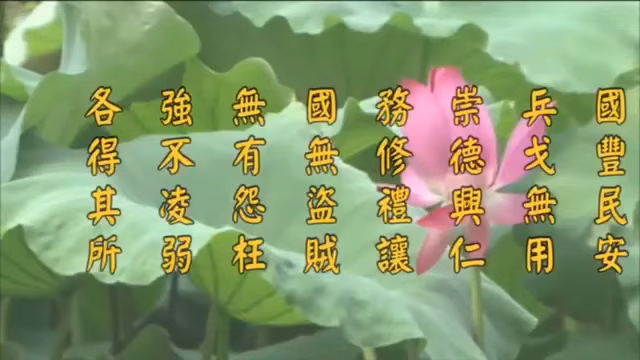 國豐民安
兵戈無用
崇德興仁
務修禮讓
國無盜賊
無有怨枉
強不凌弱
各得其所